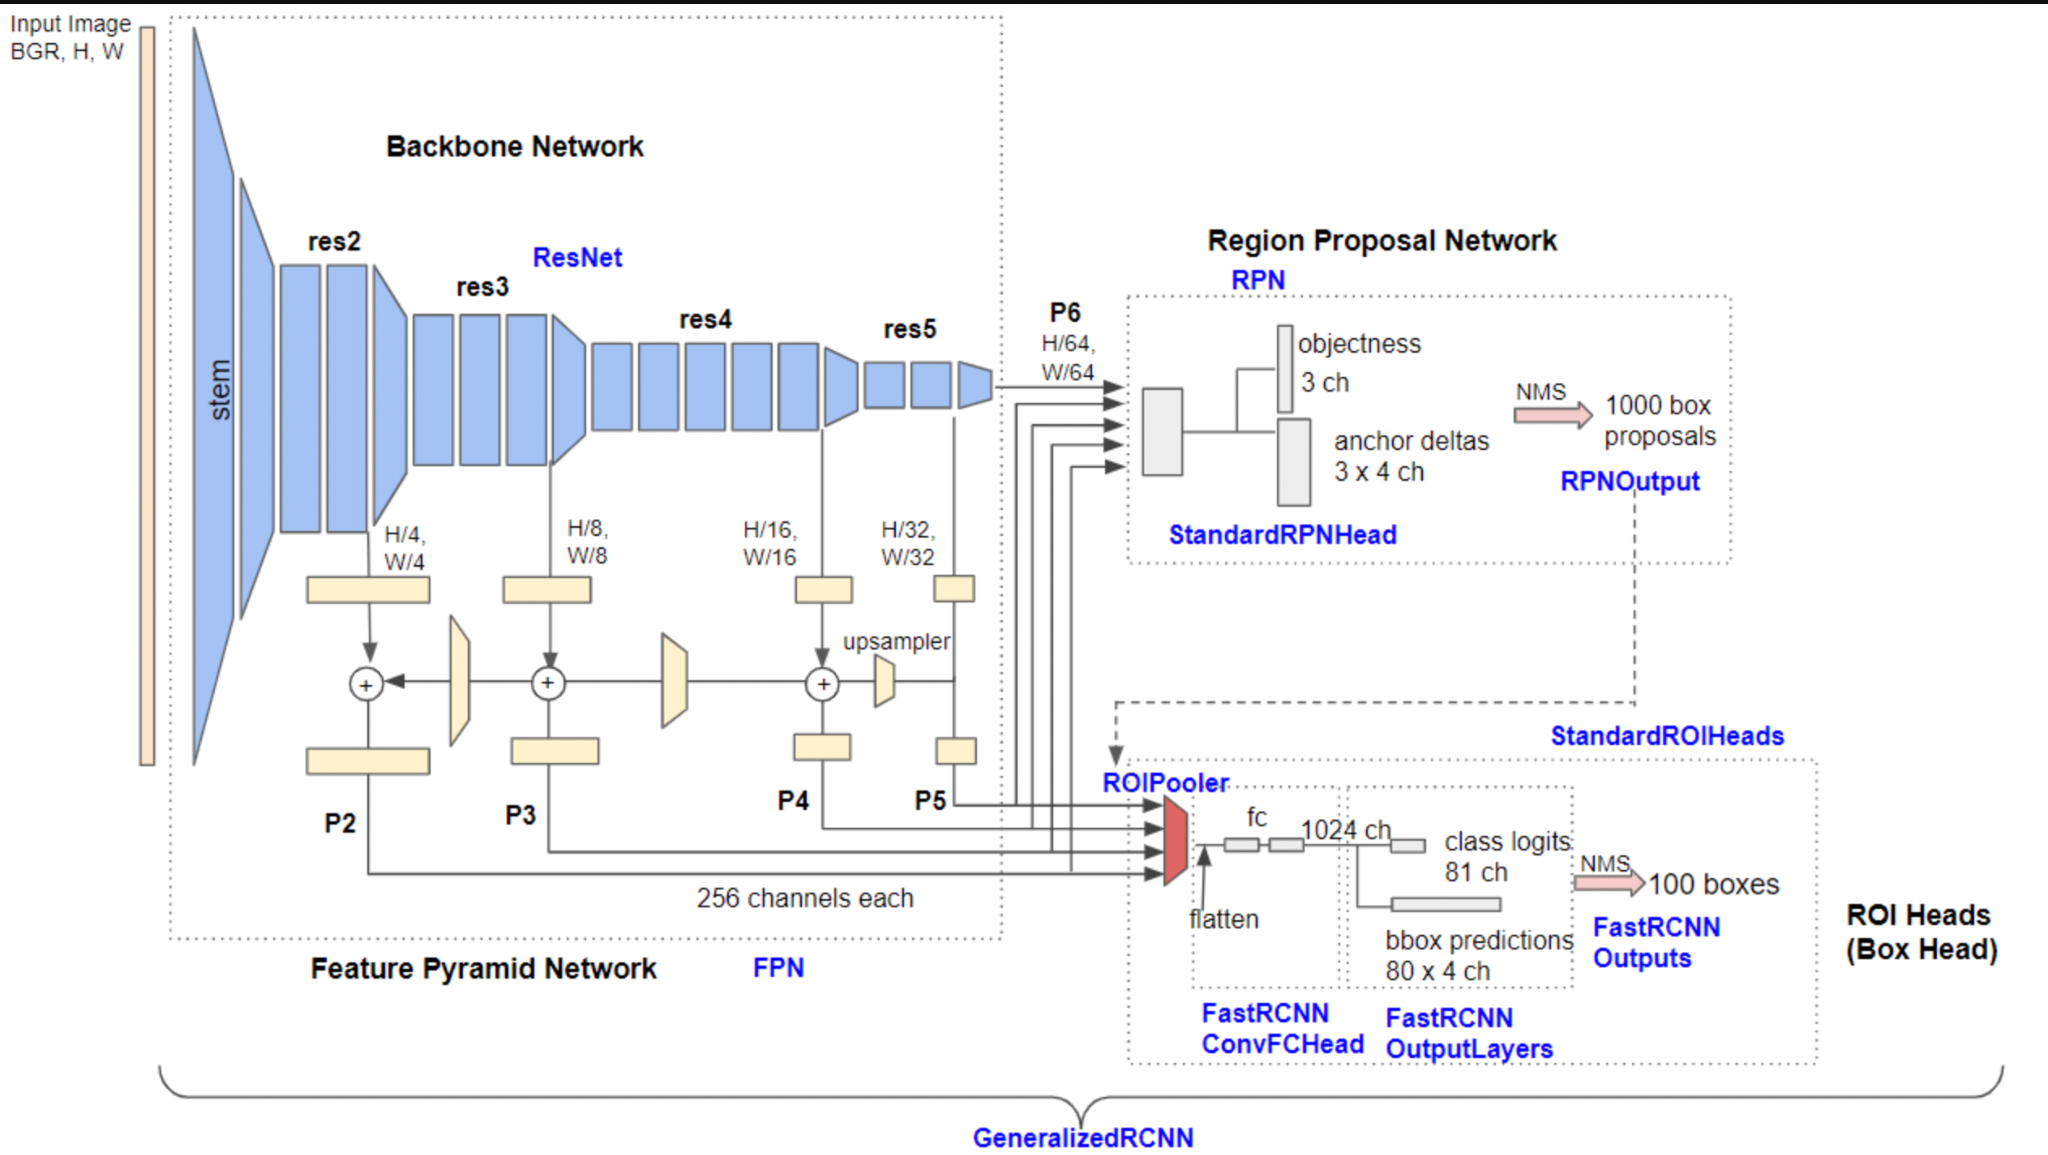 Input Image
BGR, H, W
Backbone Network
stem
res2
res3
ResNet
res4
res5
H/4,
W/4
H/8,
W/8
H/16,
W/16
H/32,
W/32
+
+
+
upsampler
P2
P3
P4
P5
256 channels each
Feature Pyramid Network
FPN
P6
H/64,
W/64
Region Proposal Network
RPN
objectness
3 ch
anchor deltas
3 x 4 ch
StandardRPNHead
NMS
1000 box
proposals
RPNOutput
StandardROIHeads
ROIPooler
fc
1024 ch
flatten
class logits
81 ch
bbox predictions
80 x 4 ch
NMS
100 boxes
FastRCNN
Outputs
FastRCNN
ConvFCHead
FastRCNN
OutputLayers
ROI Heads
(Box Head)
GeneralizedRCNN